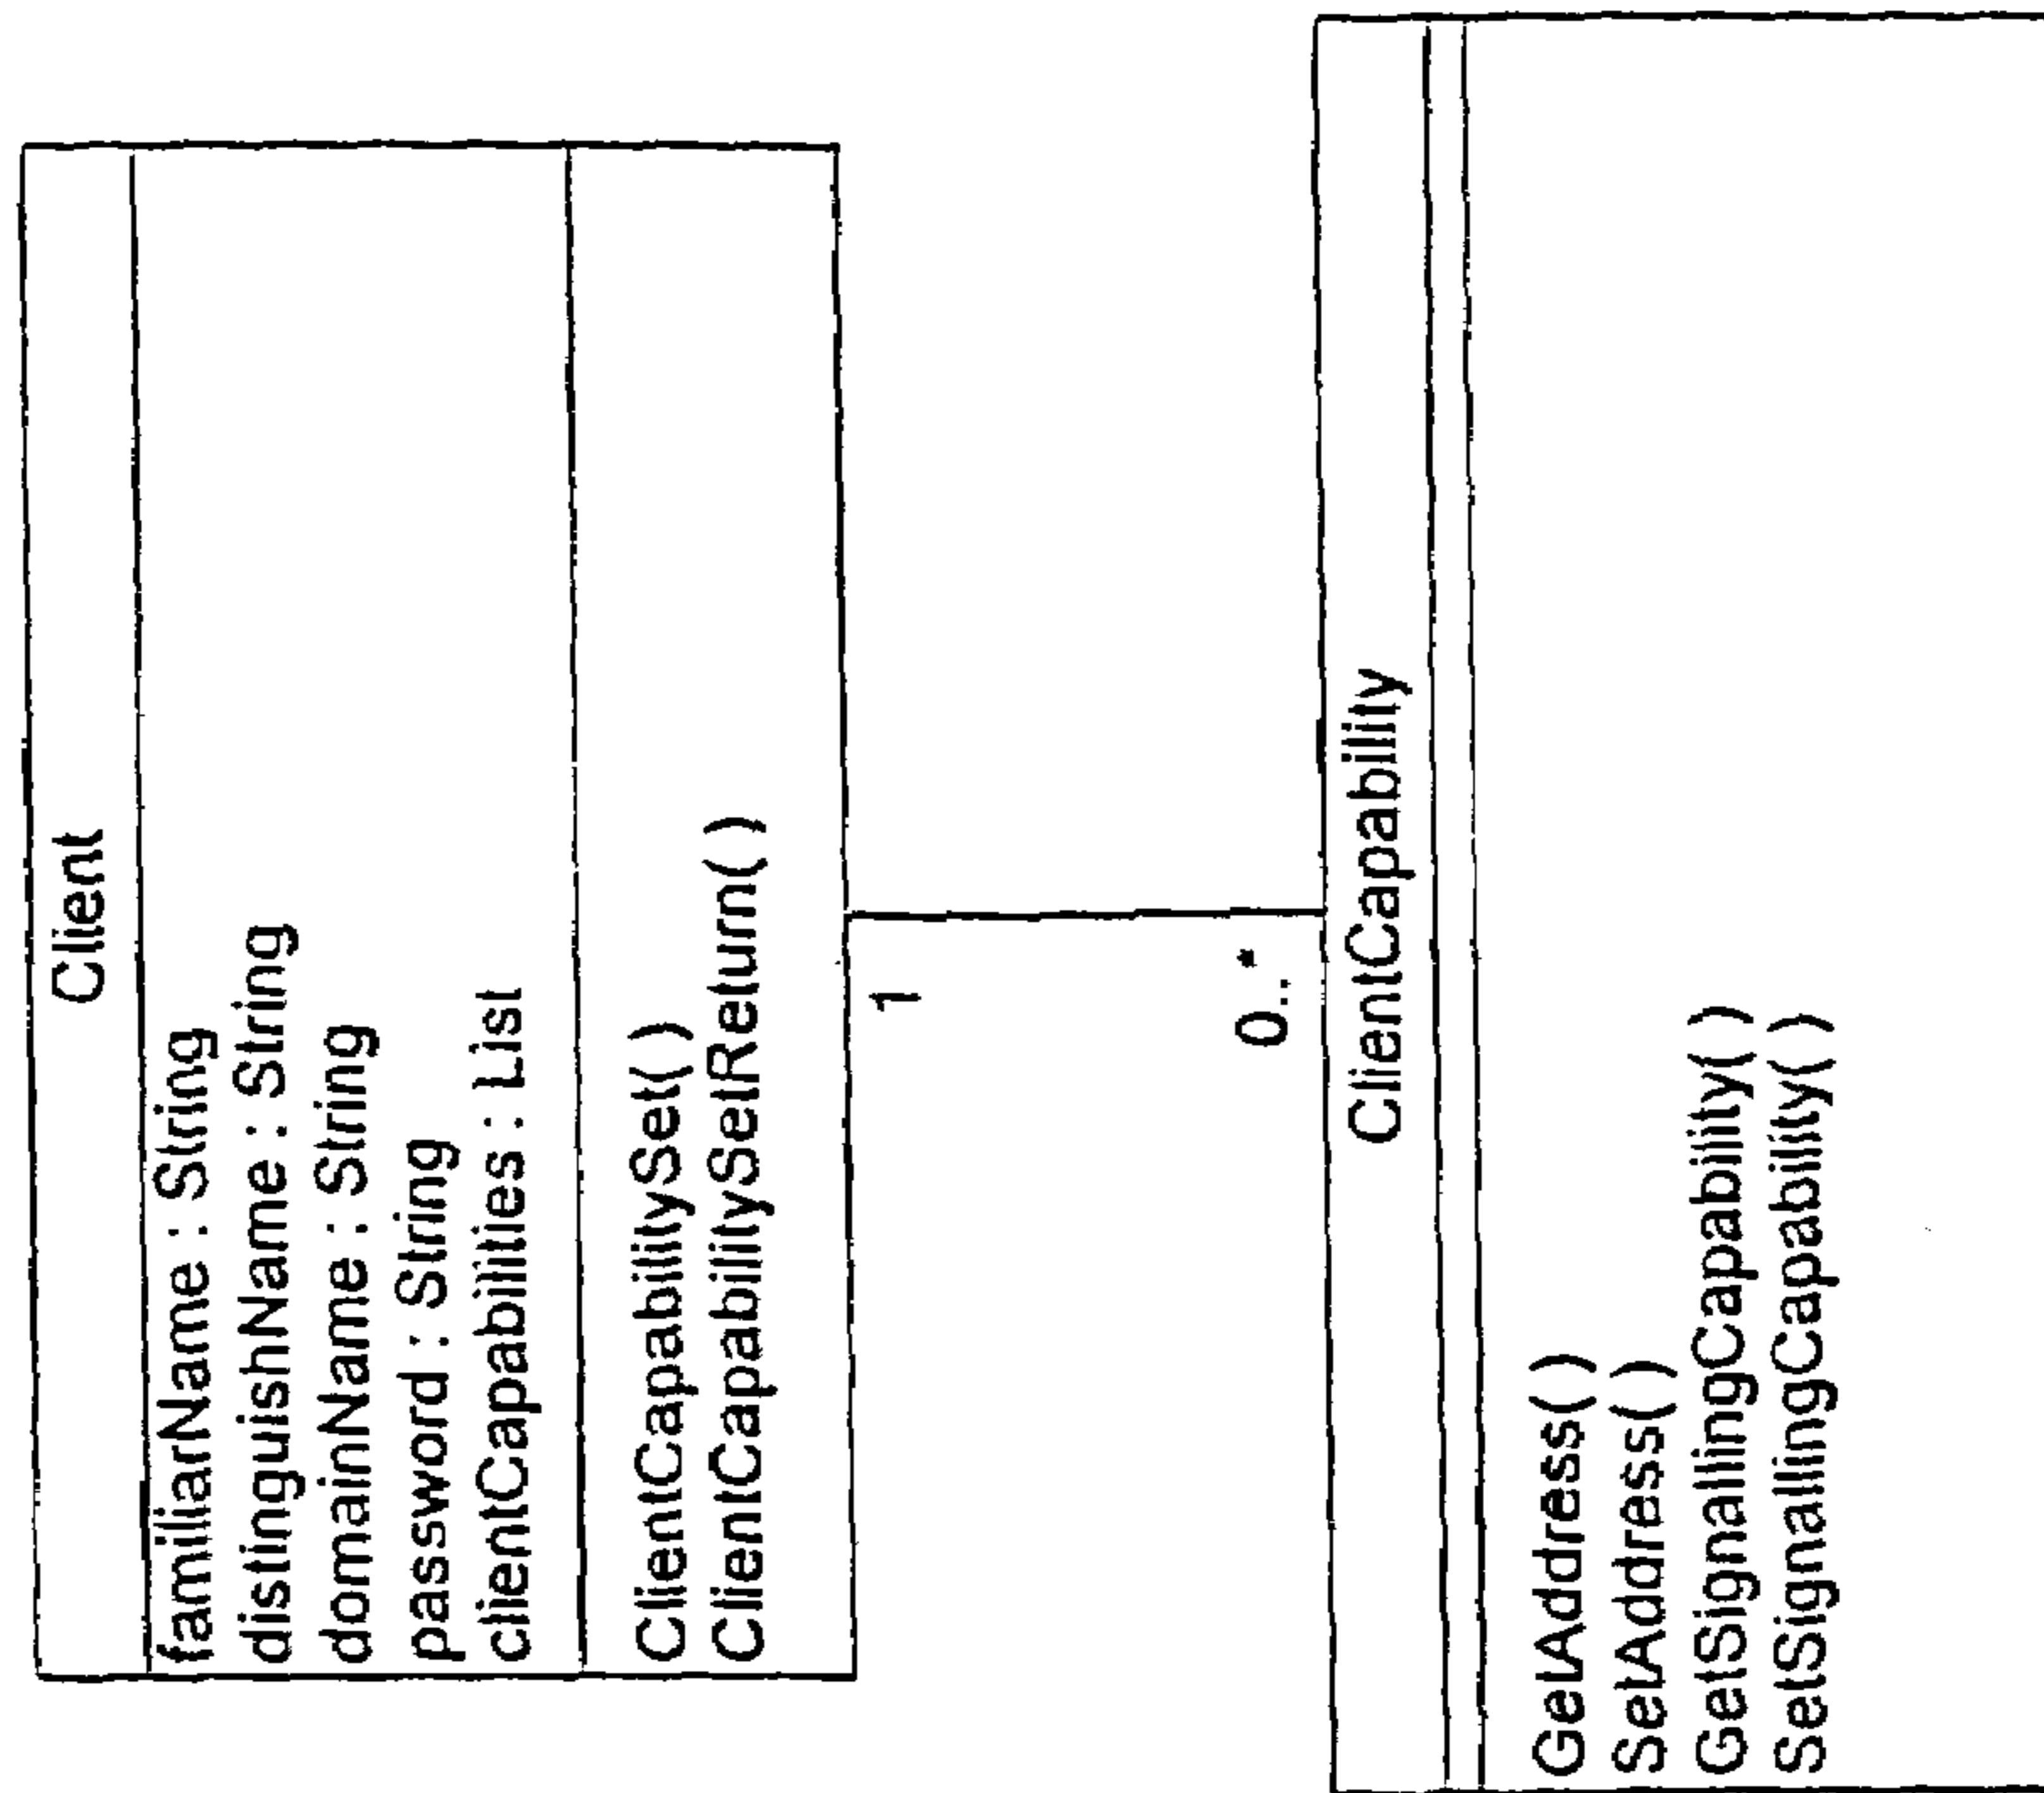 Client
familiarName : String
distinguishName : String
domainName : String
password : String
clientCapabilities : List
ClientCapabilitySet( )
ClientCapabilitySetReturn( )
1
0..*
ClientCapability
GetAddress( )
SetAddress( )
GetSignallingCapability( )
SetSignallingCapability( )